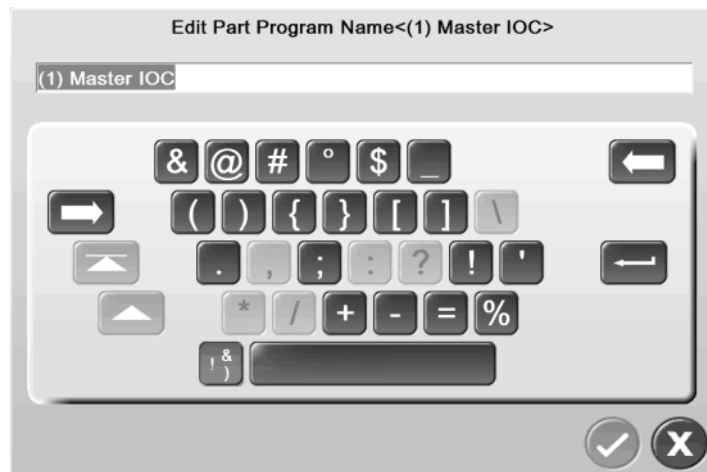 Edit Part Program Name<(1) Master IOC>
(1) Master IOC
& @ # ° $ _
( ) { } [ ] \
. , ; : ? ! '
* / + - = %
! & )